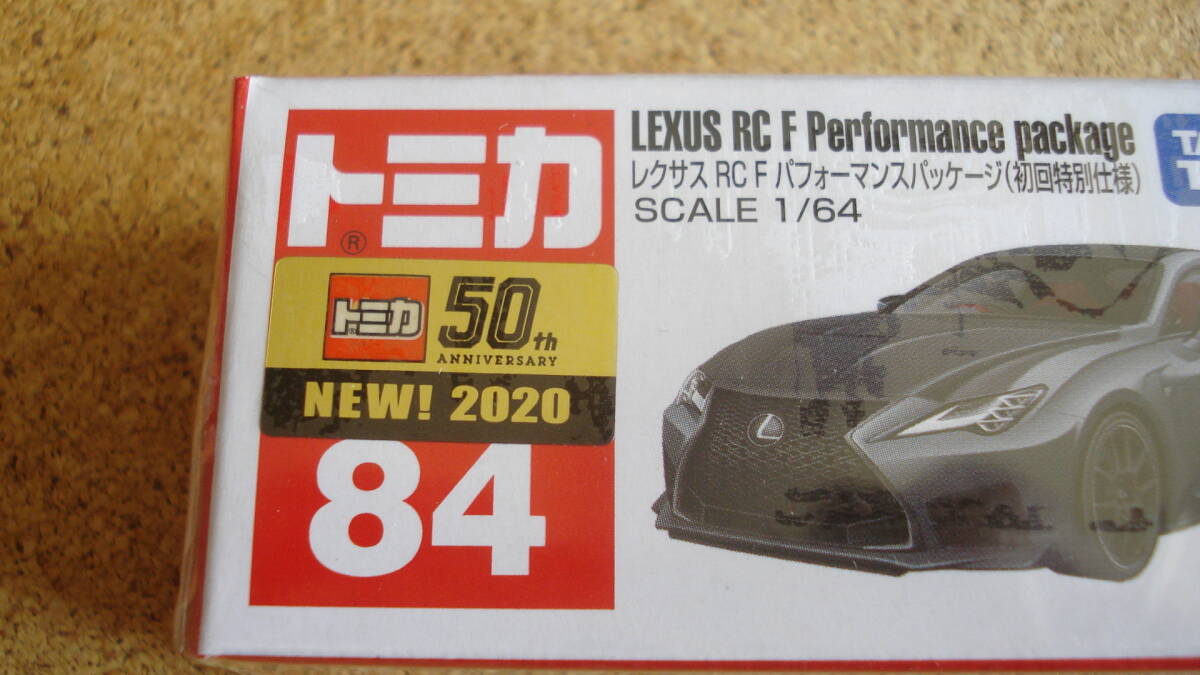 トミカ
®
トミカ
®
50th
ANNIVERSARY
NEW! 2020
84
LEXUS RC F Performance package
レクサス RC F パフォーマンスパッケージ(初回特別仕様)
SCALE 1/64